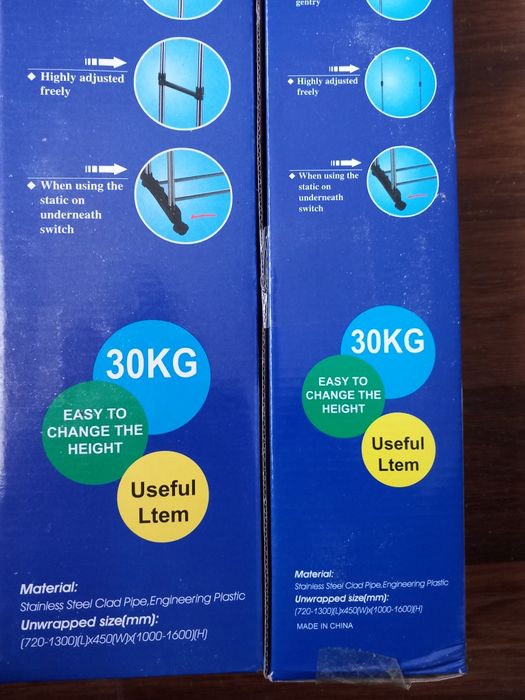 Highly adjusted
freely
When using the
static on
underneath
switch
30KG
EASY TO
CHANGE THE
HEIGHT
Useful
Ltem
Material:
Stainless Steel Clad Pipe,Engineering Plastic
Unwrapped size(mm):
(720-1300)(L)x450(W)x(1000-1600)(H)
gentry
Highly adjusted
freely
When using the
static on
underneath
switch
30KG
EASY TO
CHANGE THE
HEIGHT
Useful
Ltem
Material:
Stainless Steel Clad Pipe,Engineering Plastic
Unwrapped size(mm):
(720-1300)(L)x450(W)x(1000-1600)(H)
MADE IN CHINA